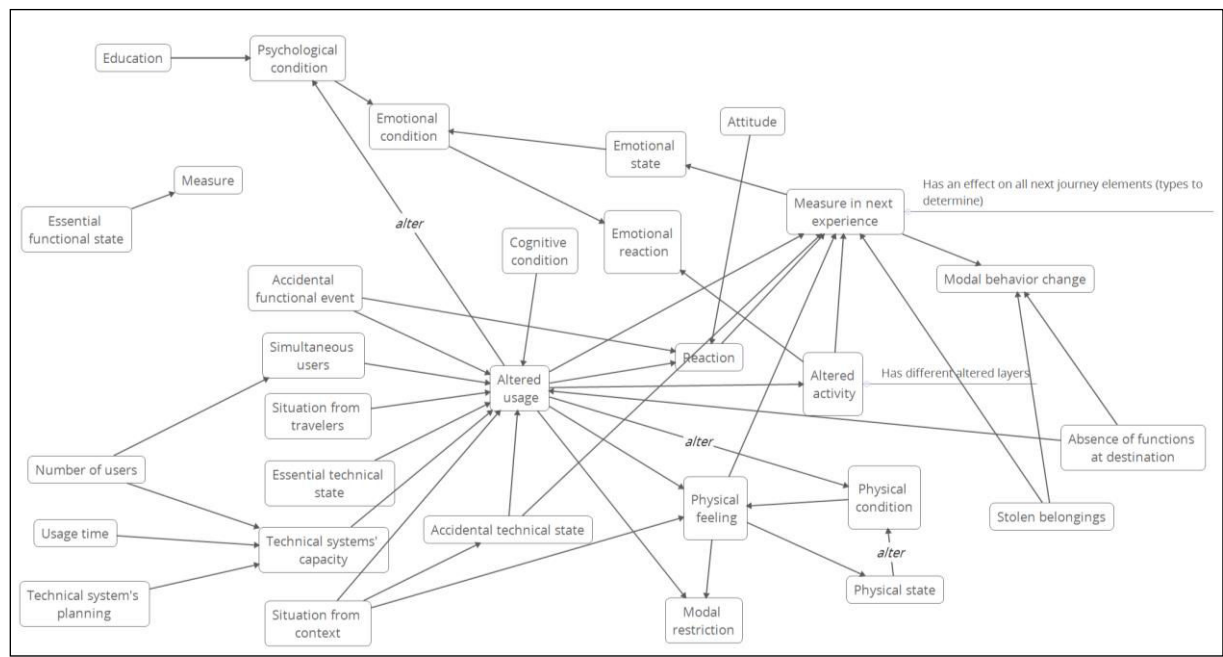 Education
Psychological
condition
Emotional
condition
Attitude
Emotional
state
Measure
Has an effect on all next journey elements (types to
determine)
Measure in next
experience
Essential
functional state
alter
Cognitive
condition
Emotional
reaction
Accidental
functional event
Modal behavior change
Simultaneous
users
Reaction
Altered
usage
Altered
activity
Has different altered layers
Situation from
travelers
alter
Absence of functions
at destination
Number of users
Essential technical
state
Physical
feeling
Physical
condition
Stolen belongings
Usage time
Technical systems'
capacity
Accidental technical state
alter
Technical system's
planning
Situation from
context
Modal
restriction
Physical state